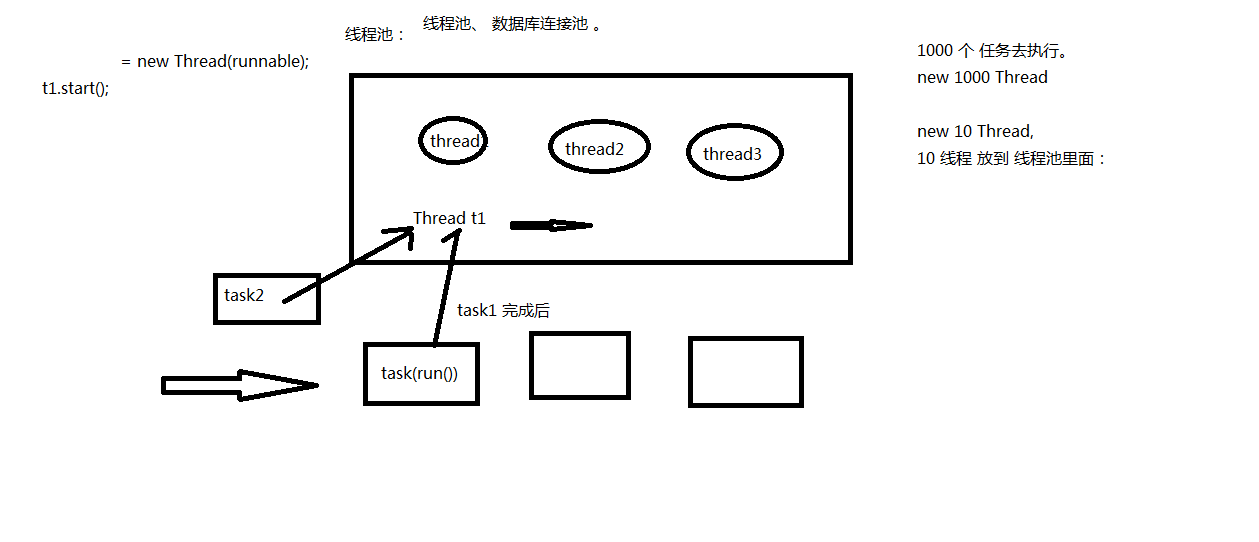 线程池、 数据库连接池 。
线程池：
= new Thread(runnable);
t1.start();
1000 个 任务去执行。
new 1000 Thread
new 10 Thread,
10 线程 放到 线程池里面：
thread
thread2
thread3
Thread t1
task2
task1 完成后
task(run())